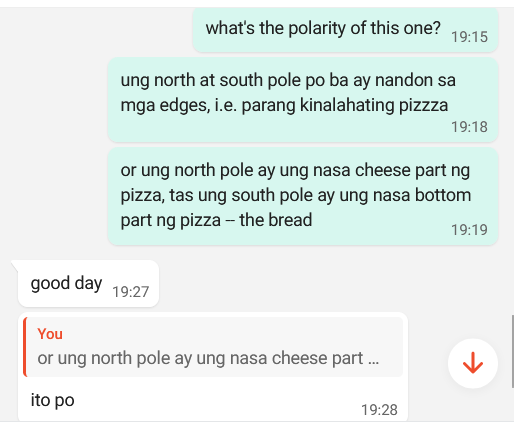 what's the polarity of this one? 19:15
ung north at south pole po ba ay nandon sa
mga edges, i.e. parang kinalahating pizzza
19:18
or ung north pole ay ung nasa cheese part ng
pizza, tas ung south pole ay ung nasa bottom
part ng pizza -- the bread
19:19
good day 19:27
You
or ung north pole ay ung nasa cheese part ...
ito po
19:28